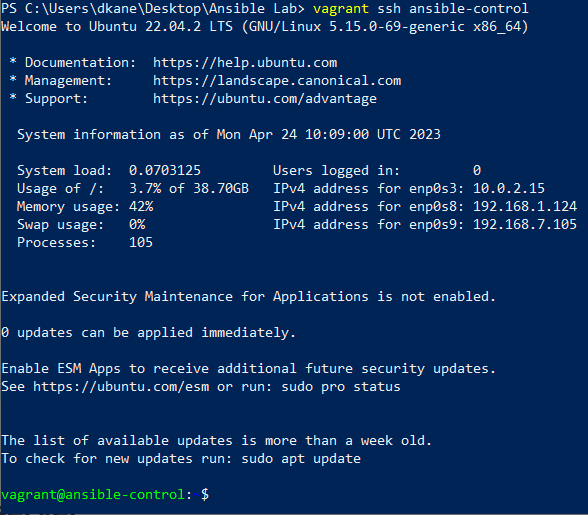 PS C:\Users\dkane\Desktop\Ansible Lab> vagrant ssh ansible-control
Welcome to Ubuntu 22.04.2 LTS (GNU/Linux 5.15.0-69-generic x86_64)

 * Documentation:  https://help.ubuntu.com
 * Management:     https://landscape.canonical.com
 * Support:        https://ubuntu.com/advantage

  System information as of Mon Apr 24 10:09:00 UTC 2023

  System load:  0.0703125         Users logged in:         0
  Usage of /:   3.7% of 38.70GB   IPv4 address for enp0s3: 10.0.2.15
  Memory usage: 42%               IPv4 address for enp0s8: 192.168.1.124
  Swap usage:   0%                IPv4 address for enp0s9: 192.168.7.105
  Processes:    105

Expanded Security Maintenance for Applications is not enabled.

0 updates can be applied immediately.

Enable ESM Apps to receive additional future security updates.
See https://ubuntu.com/esm or run: sudo pro status

The list of available updates is more than a week old.
To check for new updates run: sudo apt update

vagrant@ansible-control: $